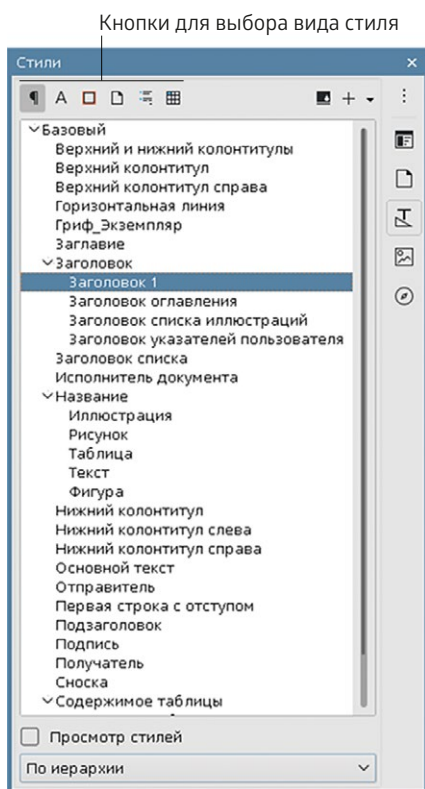 Кнопки для выбора вида стиля
Стили
Базовый
Верхний и нижний колонтитулы
Верхний колонтитул
Верхний колонтитул справа
Горизонтальная линия
Гриф_Экземпляр
Заглавие
Заголовок
Заголовок 1
Заголовок оглавления
Заголовок списка иллюстраций
Заголовок указателей пользователя
Заголовок списка
Исполнитель документа
Название
Иллюстрация
Рисунок
Таблица
Текст
Фигура
Нижний колонтитул
Нижний колонтитул слева
Нижний колонтитул справа
Основной текст
Отправитель
Первая строка с отступом
Подзаголовок
Подпись
Получатель
Сноска
Содержимое таблицы
Просмотр стилей
По иерархии